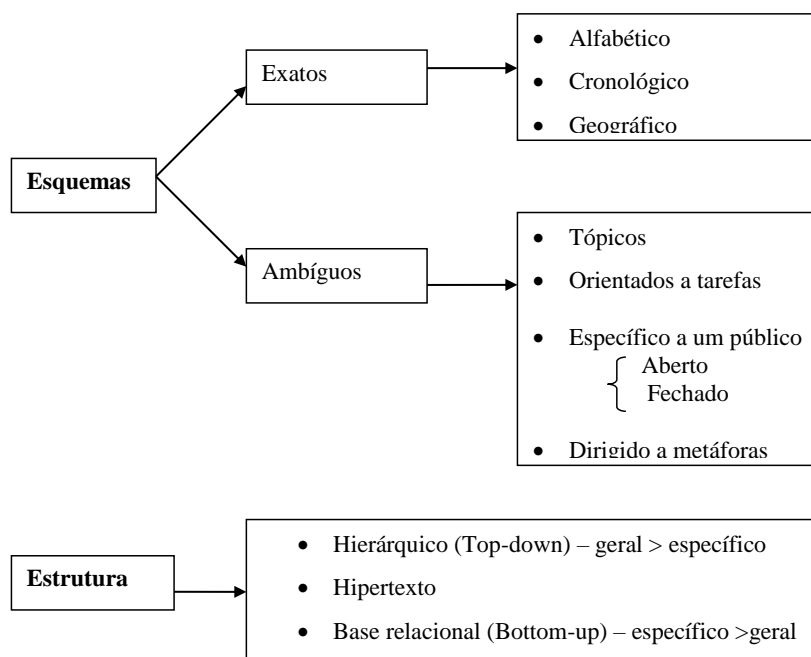 Esquemas
Exatos
• Alfabético
• Cronológico
• Geográfico
Ambíguos
• Tópicos
• Orientados a tarefas
• Específico a um público
Aberto
Fechado
• Dirigido a metáforas
Estrutura
• Hierárquico (Top-down) – geral > específico
• Hipertexto
• Base relacional (Bottom-up) – específico >geral